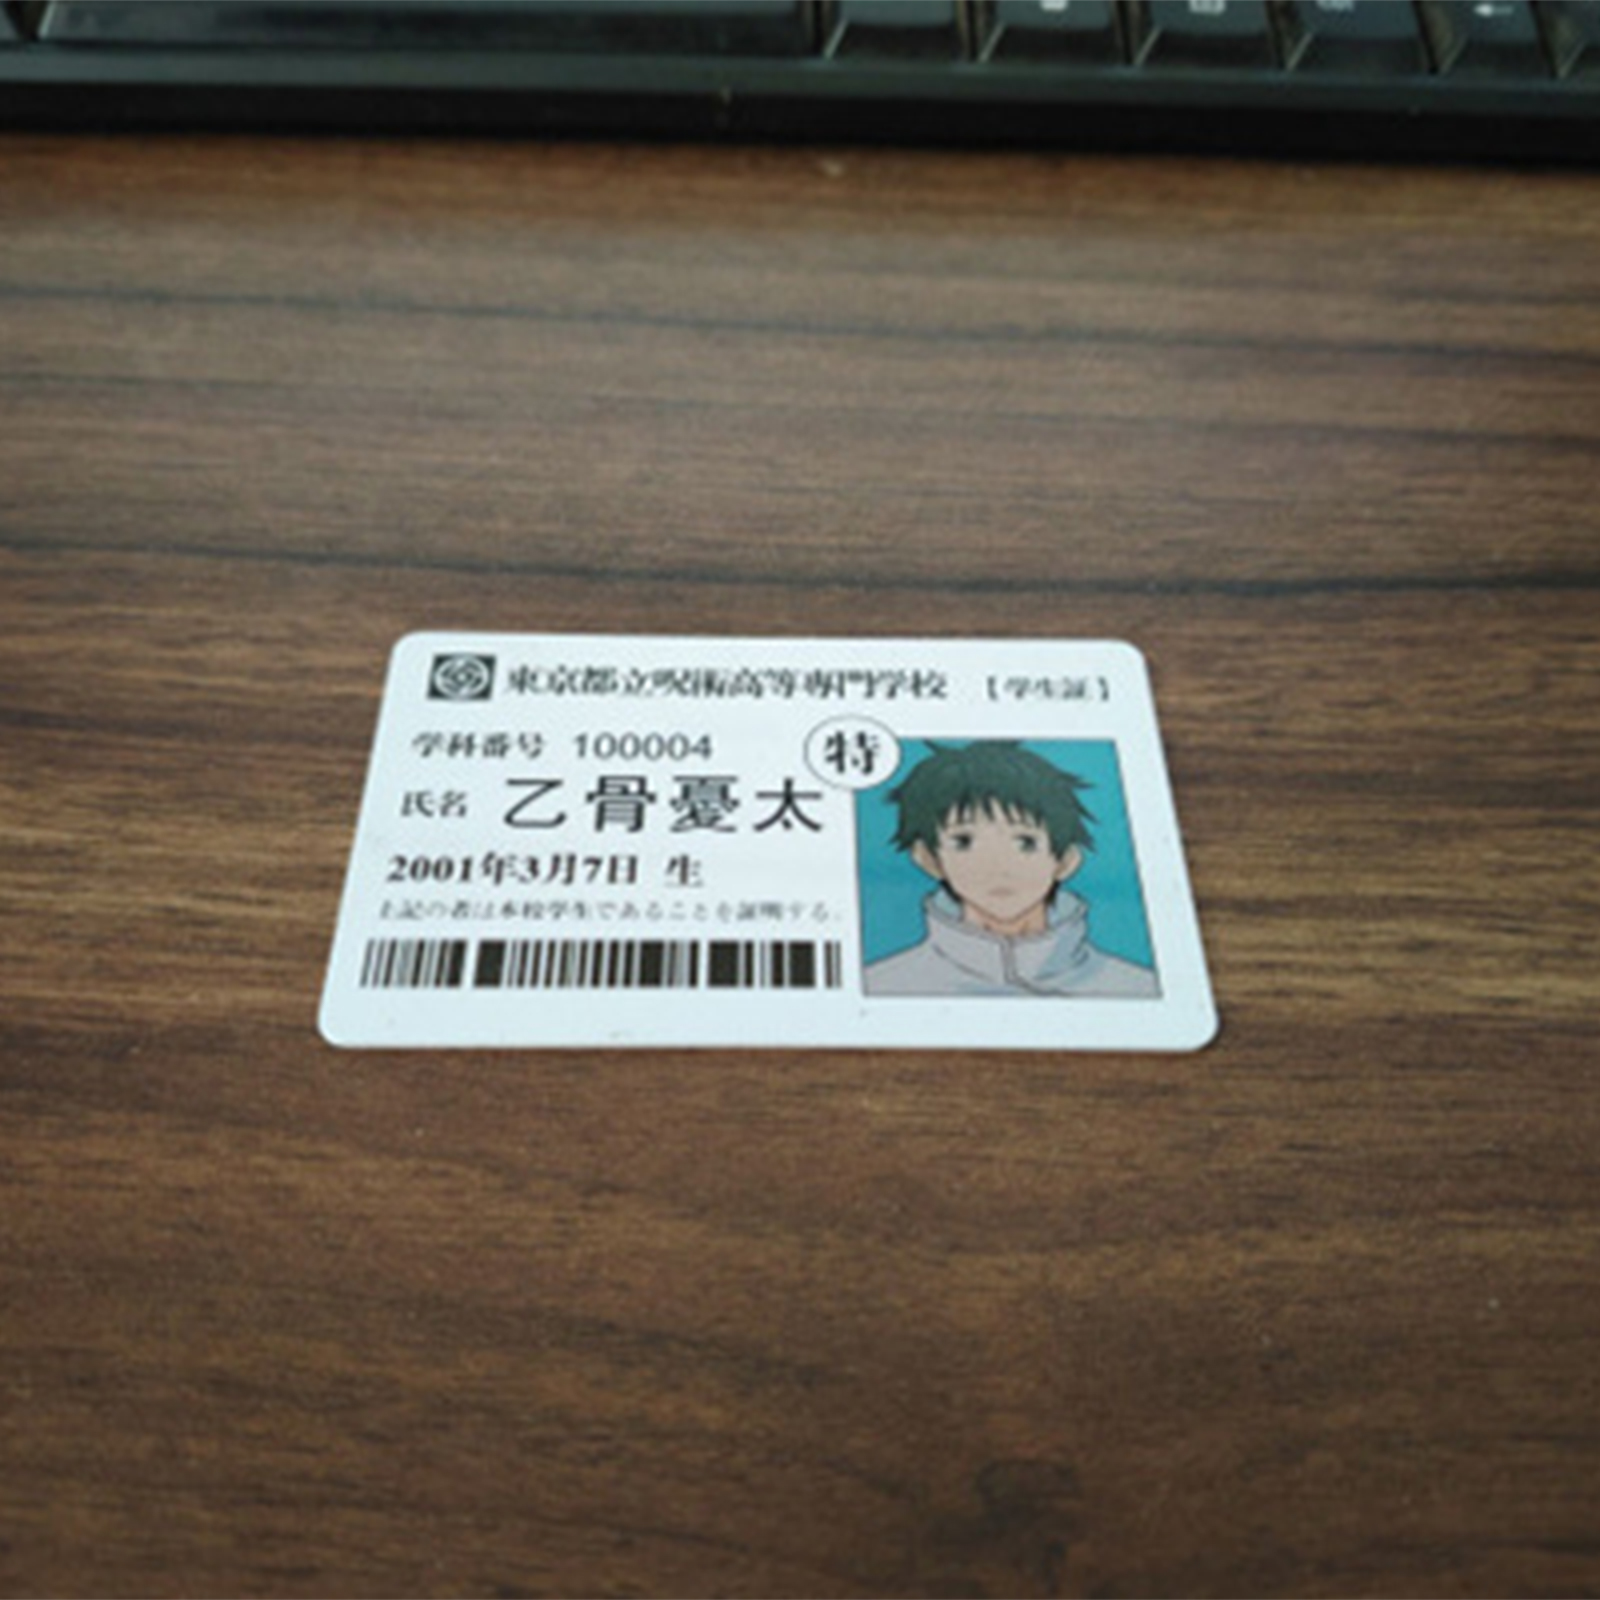 東京都立呪術高等専門学校 【学生証】
学科番号 100004
特
氏名 乙骨憂太
2001年3月7日 生
上記の者は本校学生であることを証明する。